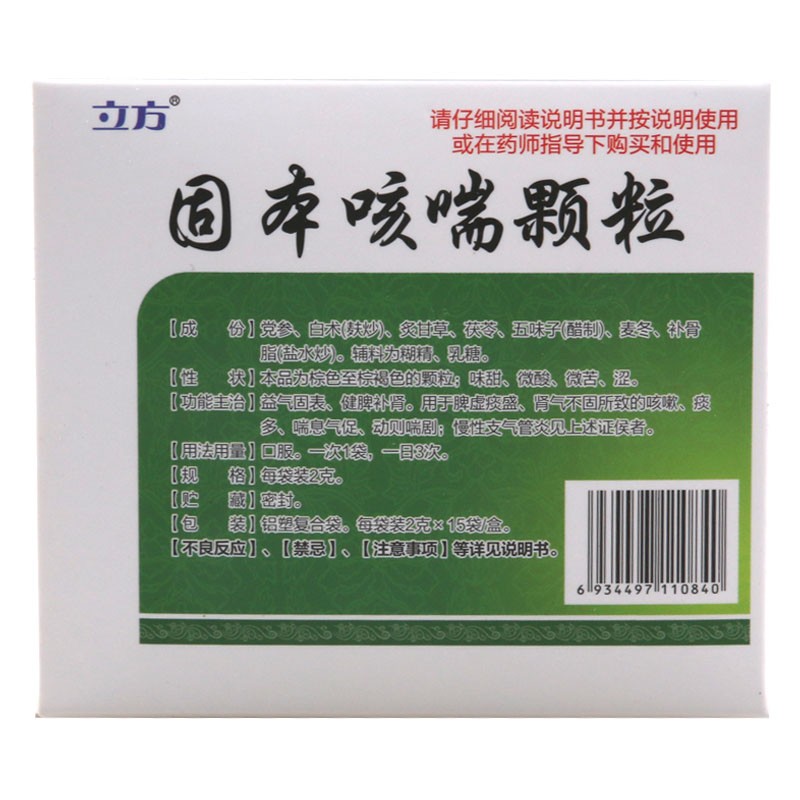 立方®
请仔细阅读说明书并按说明使用
或在药师指导下购买和使用
固本咳喘颗粒
【成　份】党参、白术(麸炒)、炙甘草、茯苓、五味子(醋制)、麦冬、补骨
脂(盐水炒)。辅料为糊精、乳糖。
【性　状】本品为棕色至棕褐色的颗粒；味甜、微酸、微苦、涩。
【功能主治】益气固表、健脾补肾。用于脾虚痰盛、肾气不固所致的咳嗽、痰
多、喘息气促、动则喘剧；慢性支气管炎见上述证侯者。
【用法用量】口服。一次1袋，一日3次。
【规　格】每袋装2克。
【贮　藏】密封。
【包　装】铝塑复合袋。每袋装2克×15袋/盒。
【不良反应】、【禁忌】、【注意事项】等详见说明书。
6 934497 110840